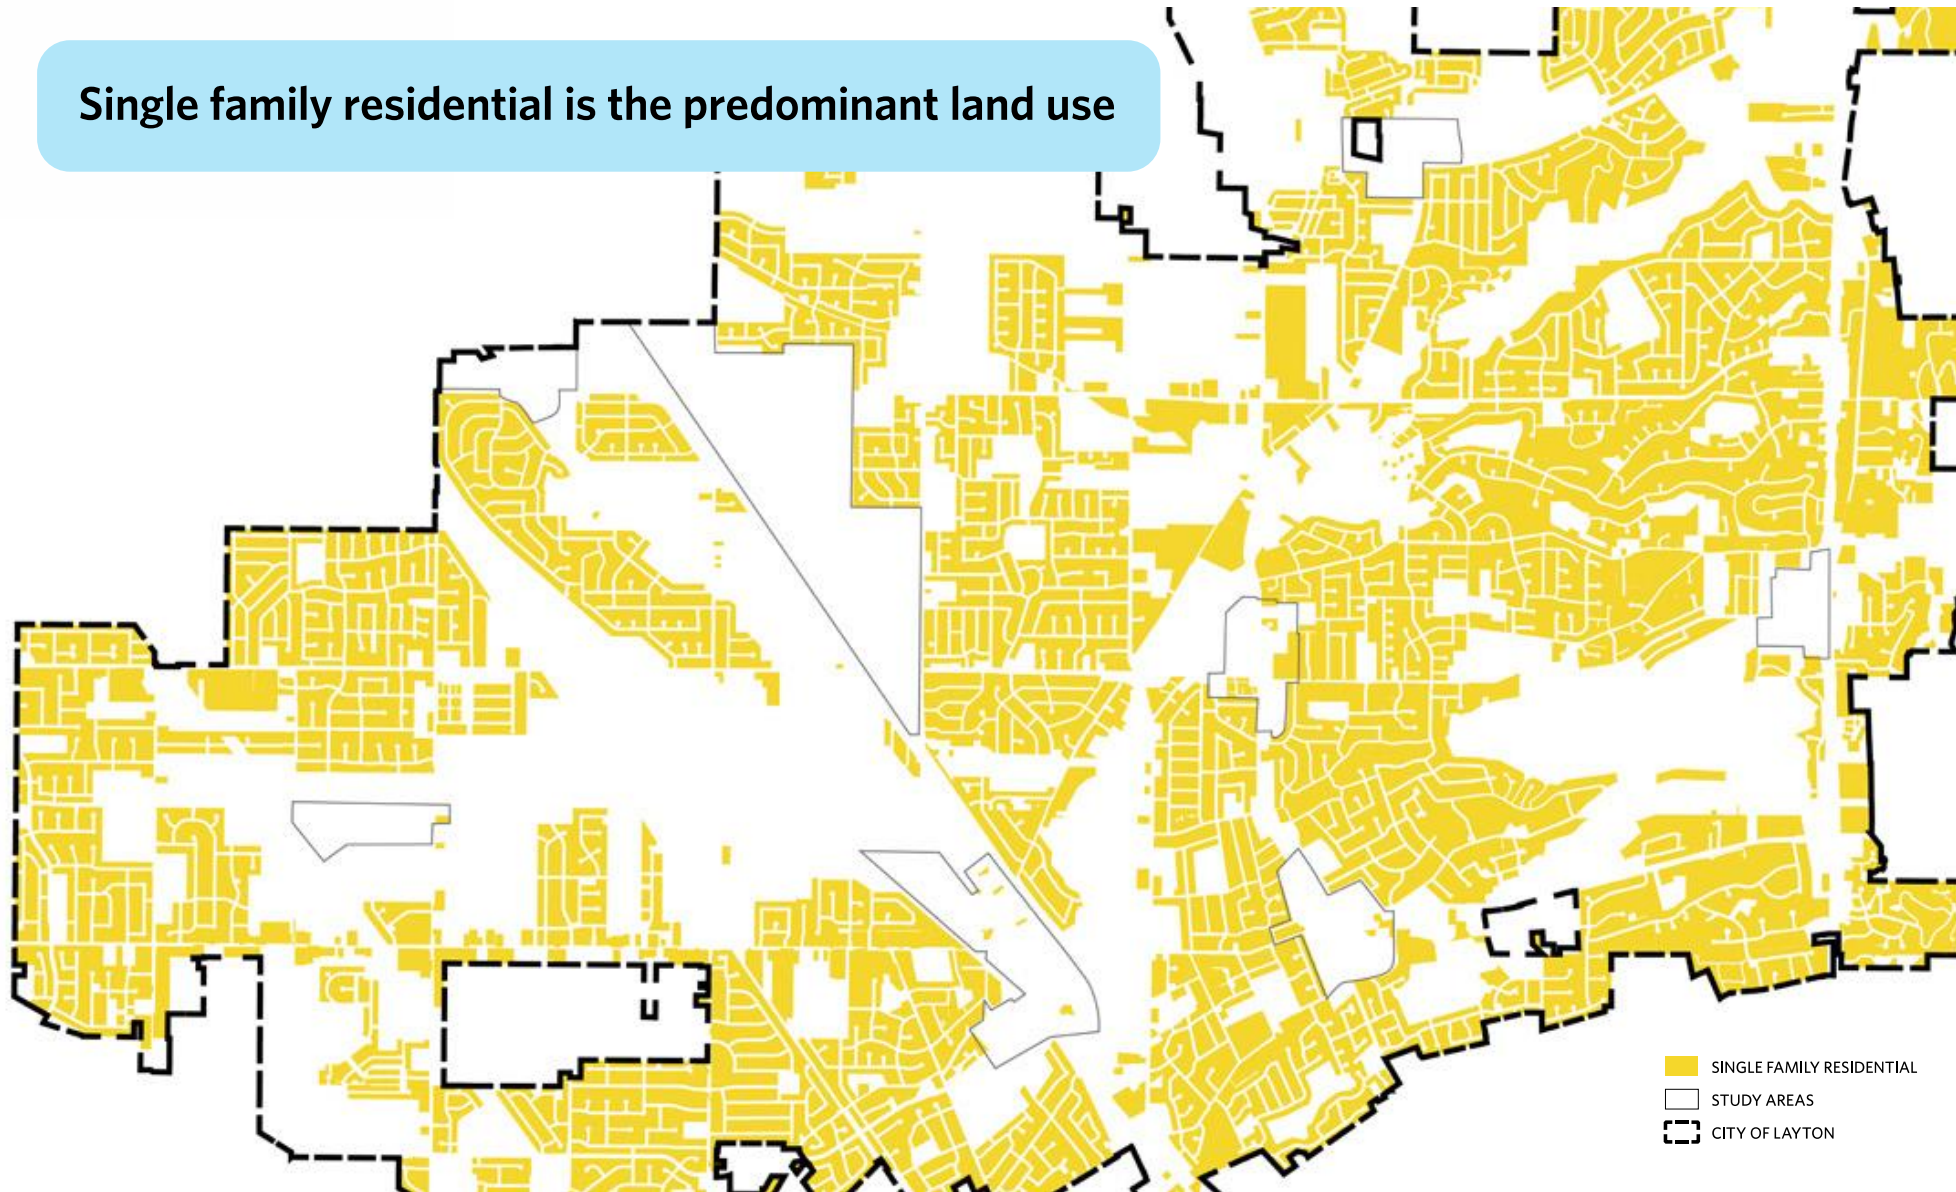 Single family residential is the predominant land use
SINGLE FAMILY RESIDENTIAL
STUDY AREAS
CITY OF LAYTON